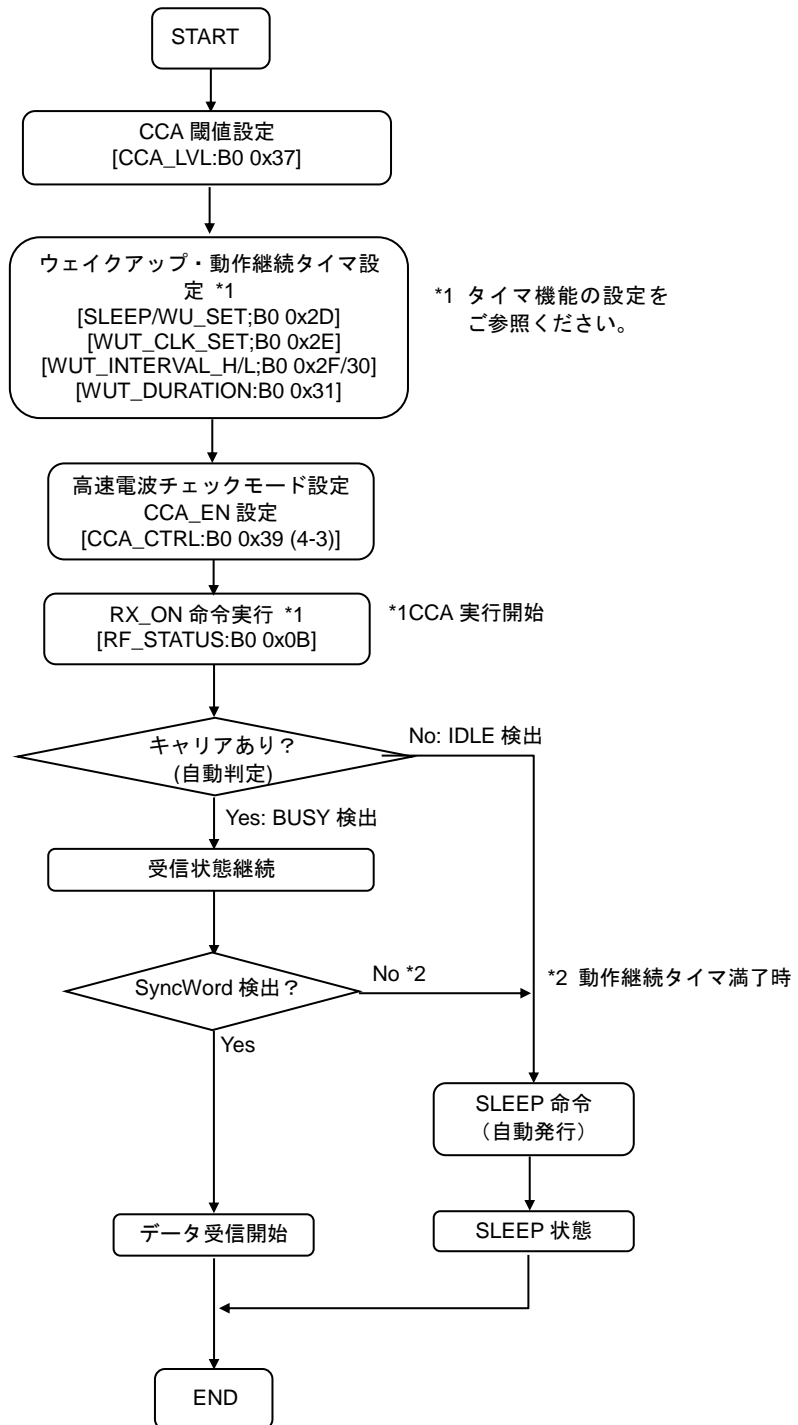 START
CCA 閾値設定
[CCA_LVL:B0 0x37]
ウェイクアップ・動作継続タイマ設
定 *1
[SLEEP/WU_SET;B0 0x2D]
[WUT_CLK_SET;B0 0x2E]
[WUT_INTERVAL_H/L;B0 0x2F/30]
[WUT_DURATION:B0 0x31]
*1 タイマ機能の設定を
ご参照ください。
高速電波チェックモード設定
CCA_EN 設定
[CCA_CTRL:B0 0x39 (4-3)]
RX_ON 命令実行 *1
[RF_STATUS:B0 0x0B]
*1CCA 実行開始
キャリアあり？
(自動判定)
No: IDLE 検出
Yes: BUSY 検出
受信状態継続
SyncWord 検出？
No *2
*2 動作継続タイマ満了時
Yes
SLEEP 命令
（自動発行）
データ受信開始
SLEEP 状態
END